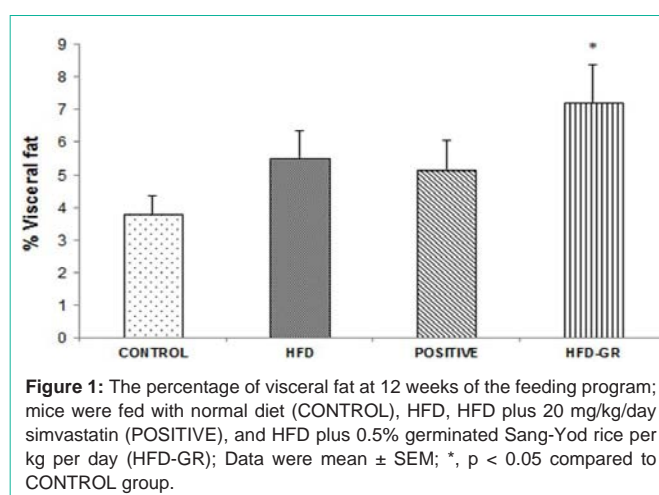 9
8
7
6
5
4
3
2
1
0
% Visceral fat
*
CONTROL
HFD
POSITIVE
HFD-GR
Figure 1: The percentage of visceral fat at 12 weeks of the feeding program;
mice were fed with normal diet (CONTROL), HFD, HFD plus 20 mg/kg/day
simvastatin (POSITIVE), and HFD plus 0.5% germinated Sang-Yod rice per
kg per day (HFD-GR); Data were mean ± SEM; *, p < 0.05 compared to
CONTROL group.